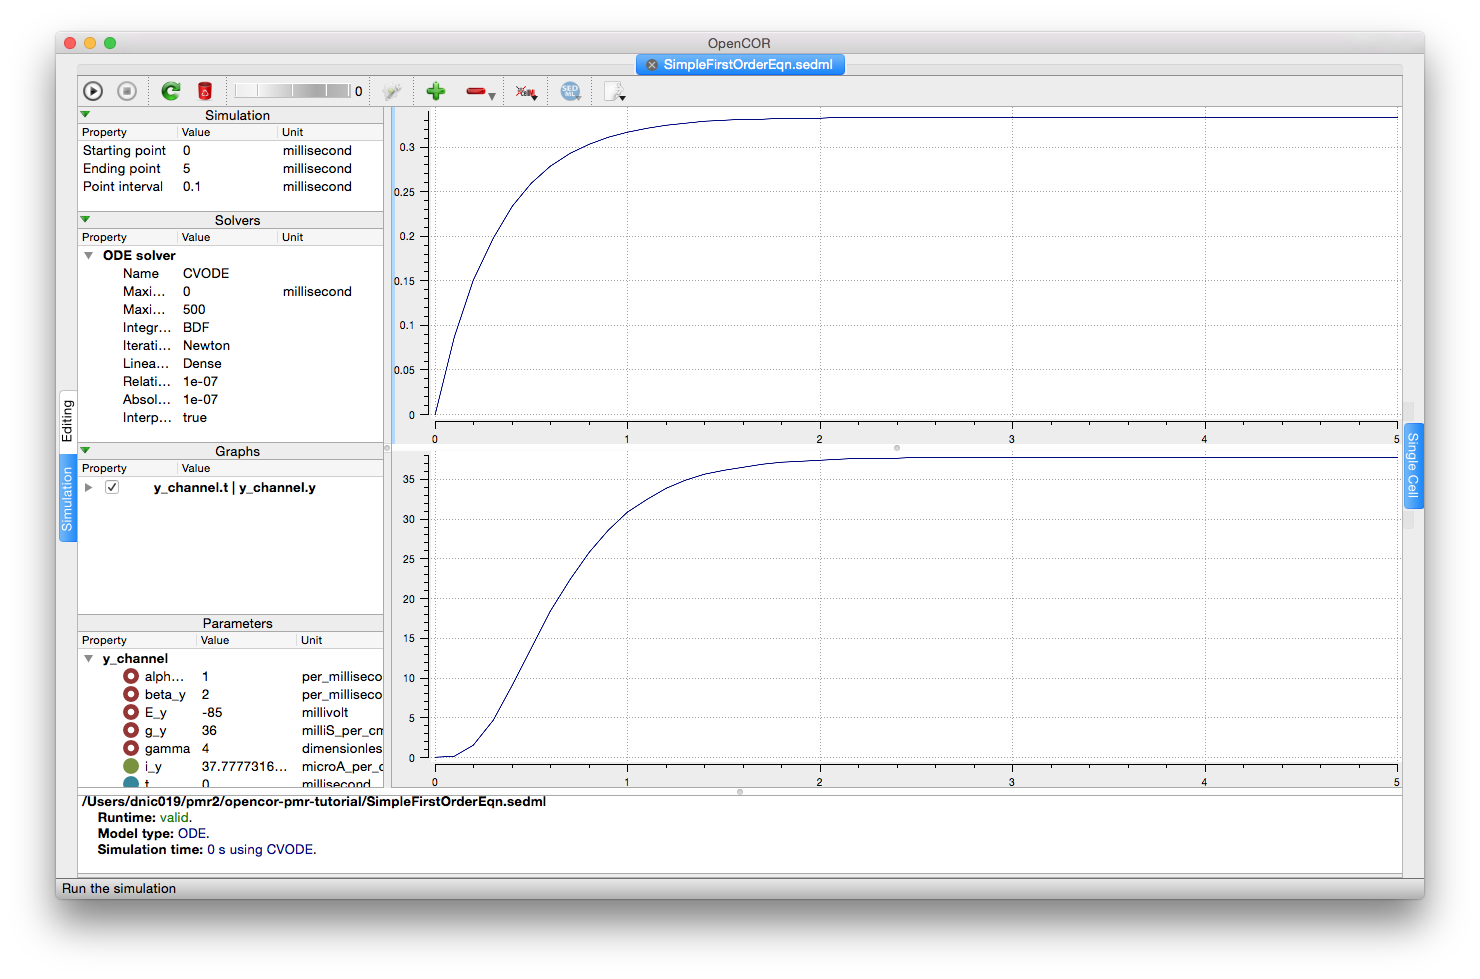 OpenCOR
SimpleFirstOrderEqn.sedml
0
SED
ML
Simulation
Property Value Unit
Starting point 0 millisecond
Ending point 5 millisecond
Point interval 0.1 millisecond
Solvers
Property Value Unit
ODE solver
Name CVODE
Maxi... 0 millisecond
Maxi... 500
Integr... BDF
Iterati... Newton
Linea... Dense
Relati... 1e-07
Absol... 1e-07
Interp... true
Graphs
Property Value
y_channel.t | y_channel.y
Parameters
Property Value Unit
y_channel
alph... 1 per_milliseco
beta_y 2 per_milliseco
E_y -85 millivolt
g_y 36 milliS_per_cm
gamma 4 dimensionles
i_y 37.7777316... microA_per_c
t 0 millisecond
Editing
Simulation
0.3
0.25
0.2
0.15
0.1
0.05
0
0 1 2 3 4 5
35
30
25
20
15
10
5
0
0 1 2 3 4 5
Single Cell
/Users/dnic019/pmr2/opencor-pmr-tutorial/SimpleFirstOrderEqn.sedml
Runtime: valid.
Model type: ODE.
Simulation time: 0 s using CVODE.
Run the simulation